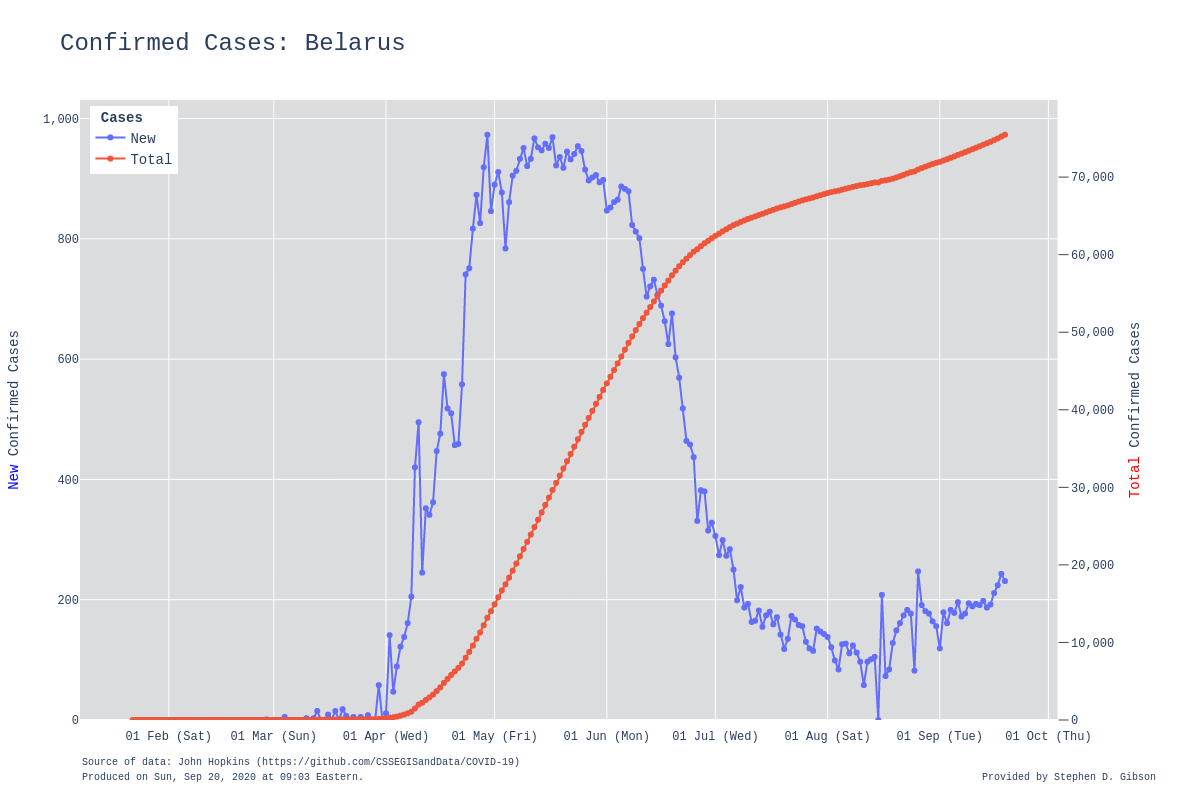 Confirmed Cases: Belarus
Cases
New
Total
1,000
800
600
400
200
0
New Confirmed Cases
70,000
60,000
50,000
40,000
30,000
20,000
10,000
0
Total Confirmed Cases
01 Feb (Sat) 01 Mar (Sun) 01 Apr (Wed) 01 May (Fri) 01 Jun (Mon) 01 Jul (Wed) 01 Aug (Sat) 01 Sep (Tue) 01 Oct (Thu)
Source of data: John Hopkins (https://github.com/CSSEGISandData/COVID-19)
Produced on Sun, Sep 20, 2020 at 09:03 Eastern.
Provided by Stephen D. Gibson